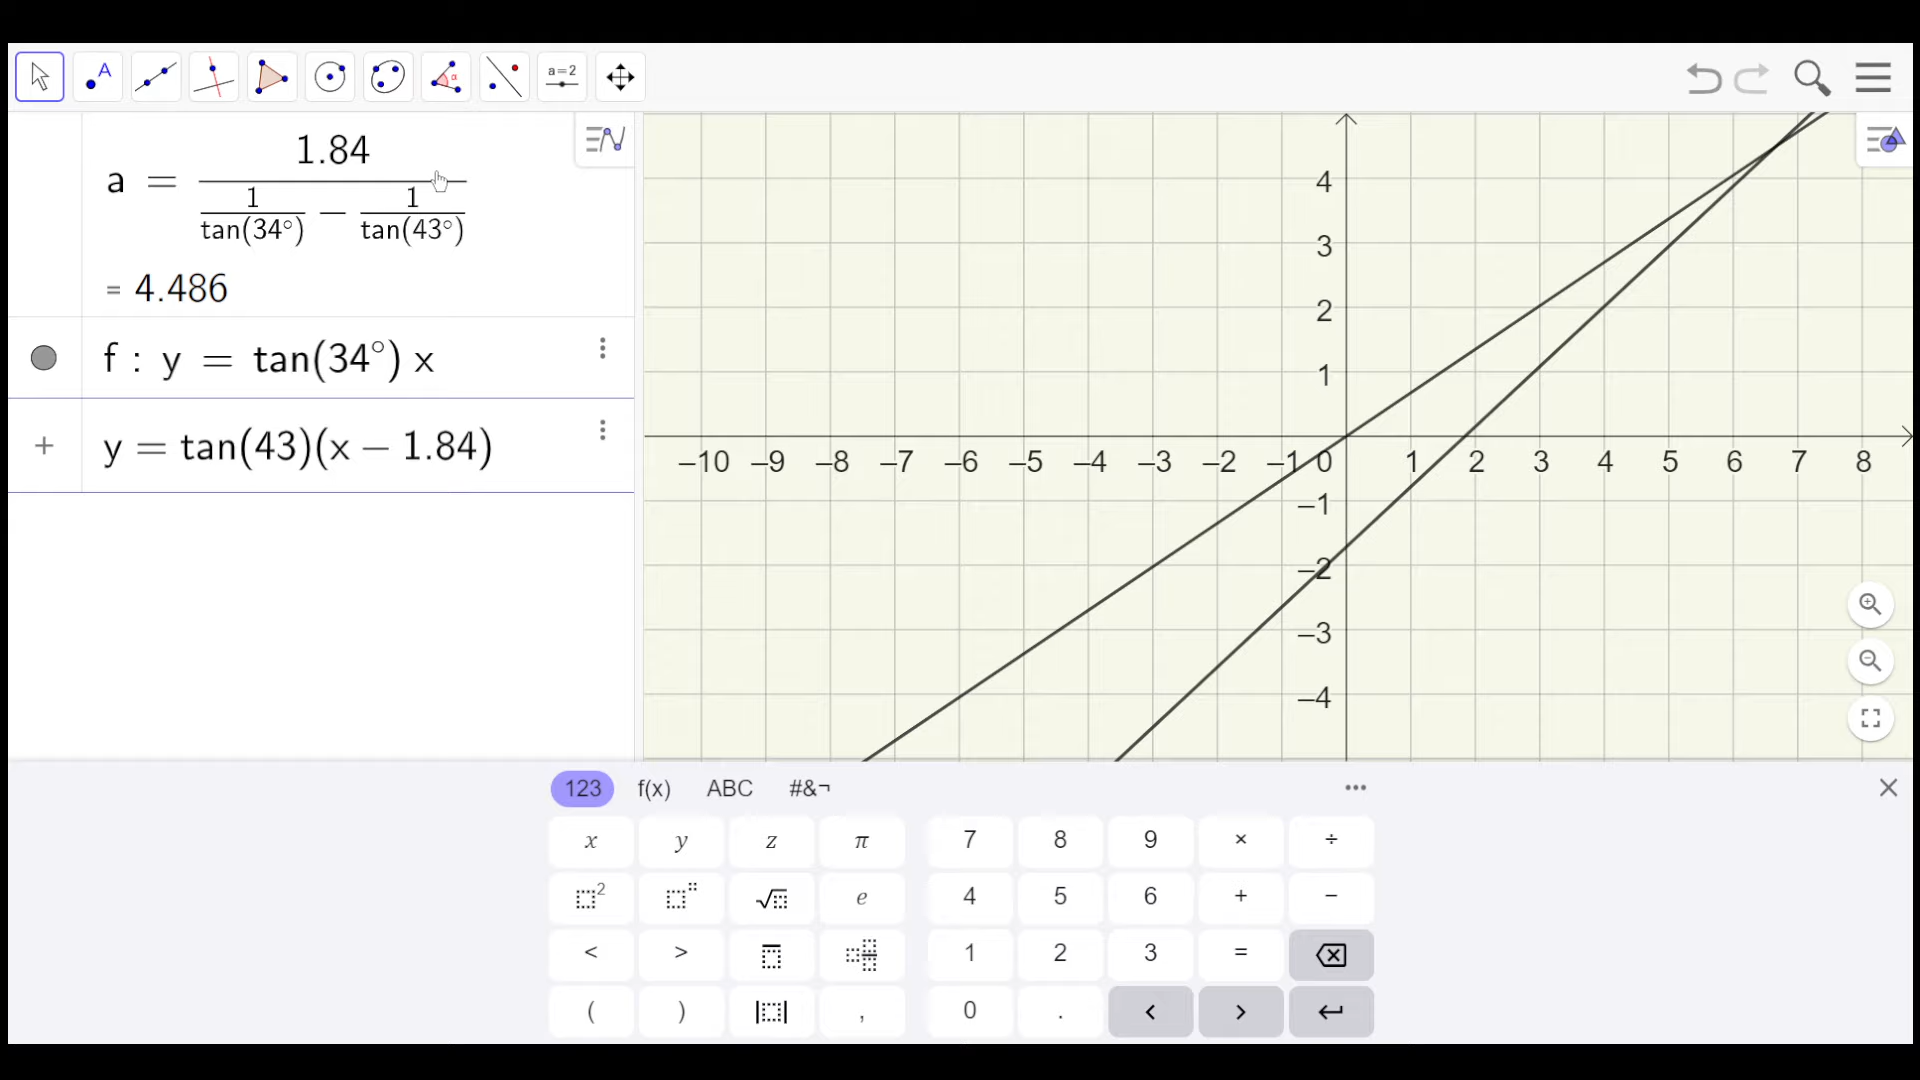 A
α
a=2
a = 1.84 / (1/tan(34°) − 1/tan(43°))
= 4.486
f : y = tan(34°) x
+ y = tan(43)(x − 1.84)
4
3
2
1
−10 −9 −8 −7 −6 −5 −4 −3 −2 −1 0 1 2 3 4 5 6 7 8
−1
−2
−3
−4
123 f(x) ABC #&¬ ...
x y z π 7 8 9 × ÷
2 √ e 4 5 6 + −
< > 1 2 3 =
( ) | | , 0 . < >